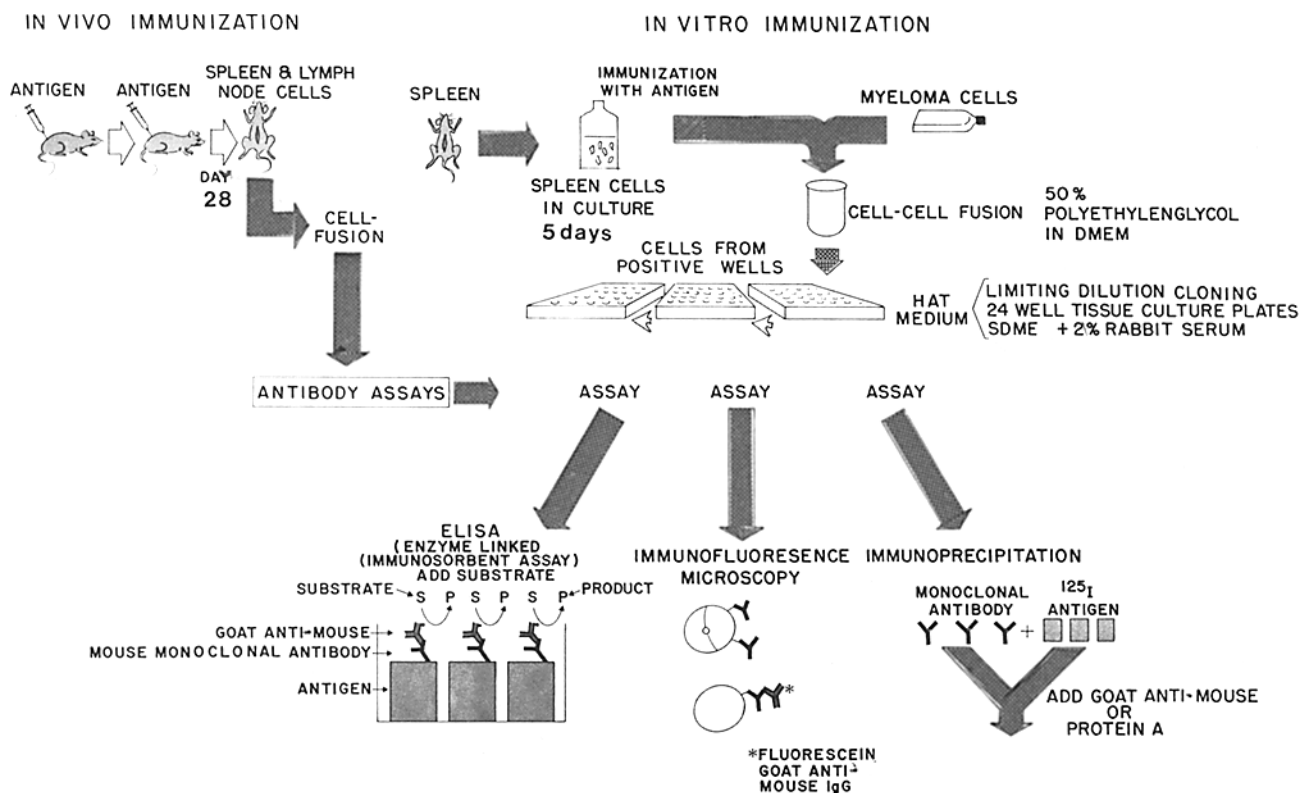 IN VIVO IMMUNIZATION
ANTIGEN
ANTIGEN
SPLEEN & LYMPH
NODE CELLS
DAY
28
CELL-
FUSION
ANTIBODY ASSAYS
IN VITRO IMMUNIZATION
SPLEEN
IMMUNIZATION
WITH ANTIGEN
MYELOMA CELLS
SPLEEN CELLS
IN CULTURE
5 days
CELL-CELL FUSION
50%
POLYETHYLENGLYCOL
IN DMEM
CELLS FROM
POSITIVE WELLS
HAT
MEDIUM
LIMITING DILUTION CLONING
24 WELL TISSUE CULTURE PLATES
SDME + 2% RABBIT SERUM
ASSAY
ASSAY
ASSAY
ELISA
(ENZYME LINKED
(IMMUNOSORBENT ASSAY)
ADD SUBSTRATE
SUBSTRATE S P S P S P PRODUCT
GOAT ANTI-MOUSE
MOUSE MONOCLONAL ANTIBODY
ANTIGEN
IMMUNOFLUORESENCE
MICROSCOPY
*
*FLUORESCEIN
GOAT ANTI-
MOUSE IgG
IMMUNOPRECIPITATION
MONOCLONAL
ANTIBODY
+
125I
ANTIGEN
ADD GOAT ANTI-MOUSE
OR
PROTEIN A